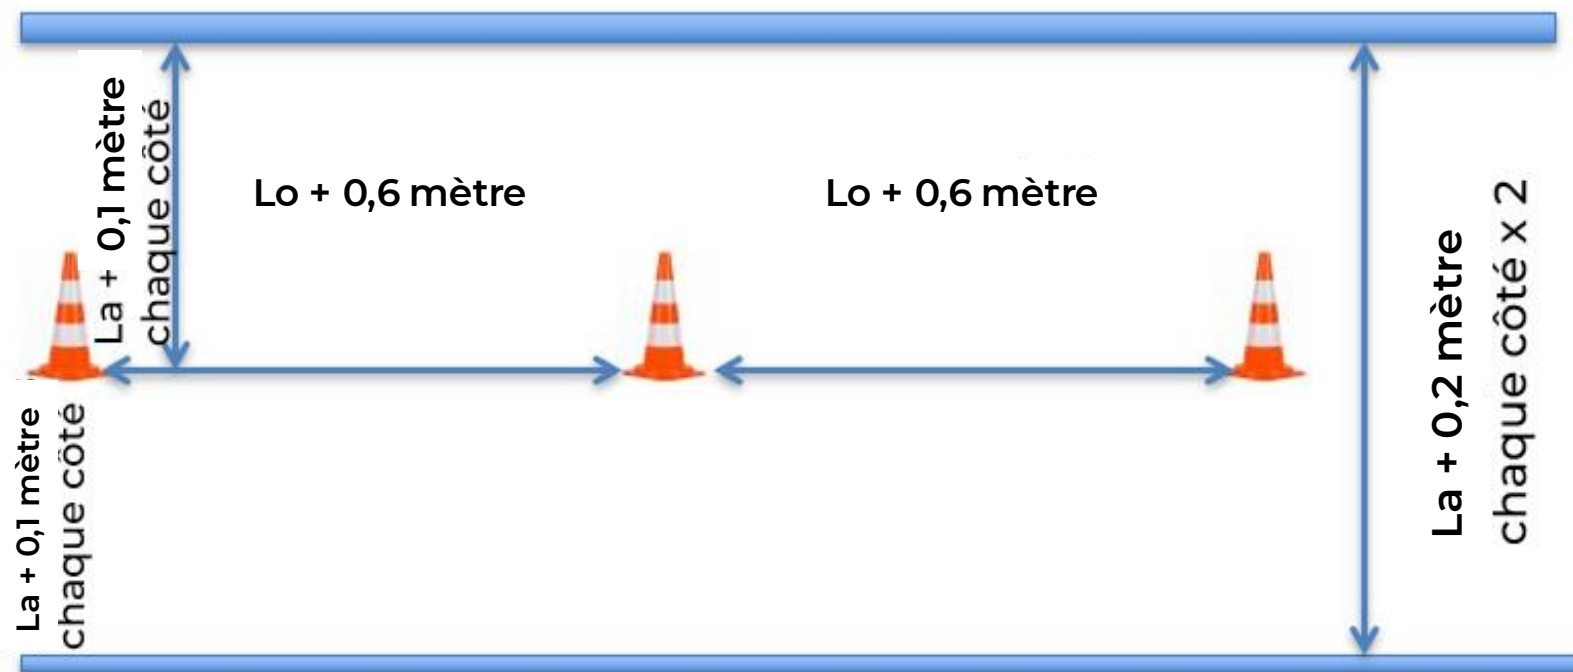 La + 0,1 mètre
chaque côté
Lo + 0,6 mètre
Lo + 0,6 mètre
La + 0,1 mètre
chaque côté
La + 0,2 mètre
chaque côté x 2